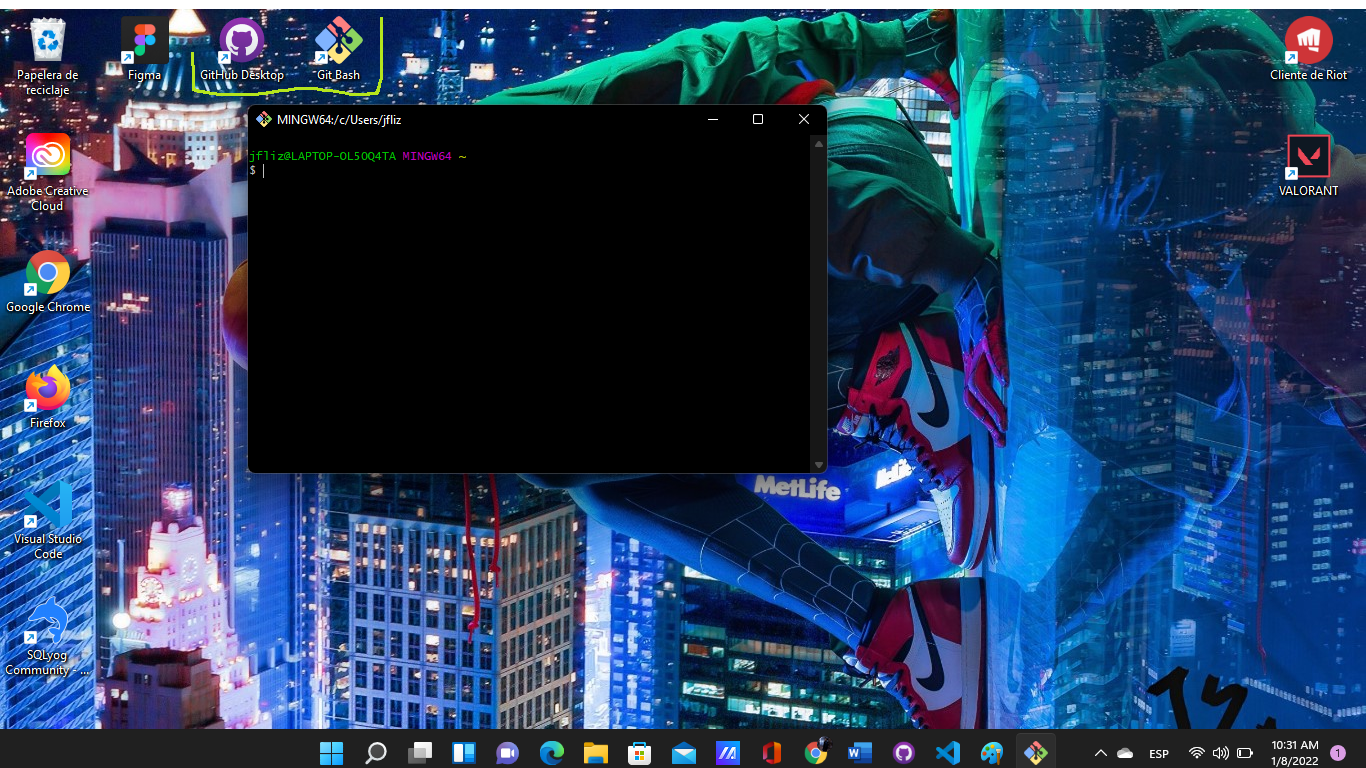 Papelera de
reciclaje
Figma
GitHub Desktop
Git Bash
Cliente de Riot
MINGW64:/c/Users/jfliz
jfliz@LAPTOP-OL5OQ4TA MINGW64 ~
$
Adobe Creative
Cloud
VALORANT
Google Chrome
Firefox
MetLife
Visual Studio
Code
SQLyog
Community - ...
ESP
10:31 AM
1/8/2022
1